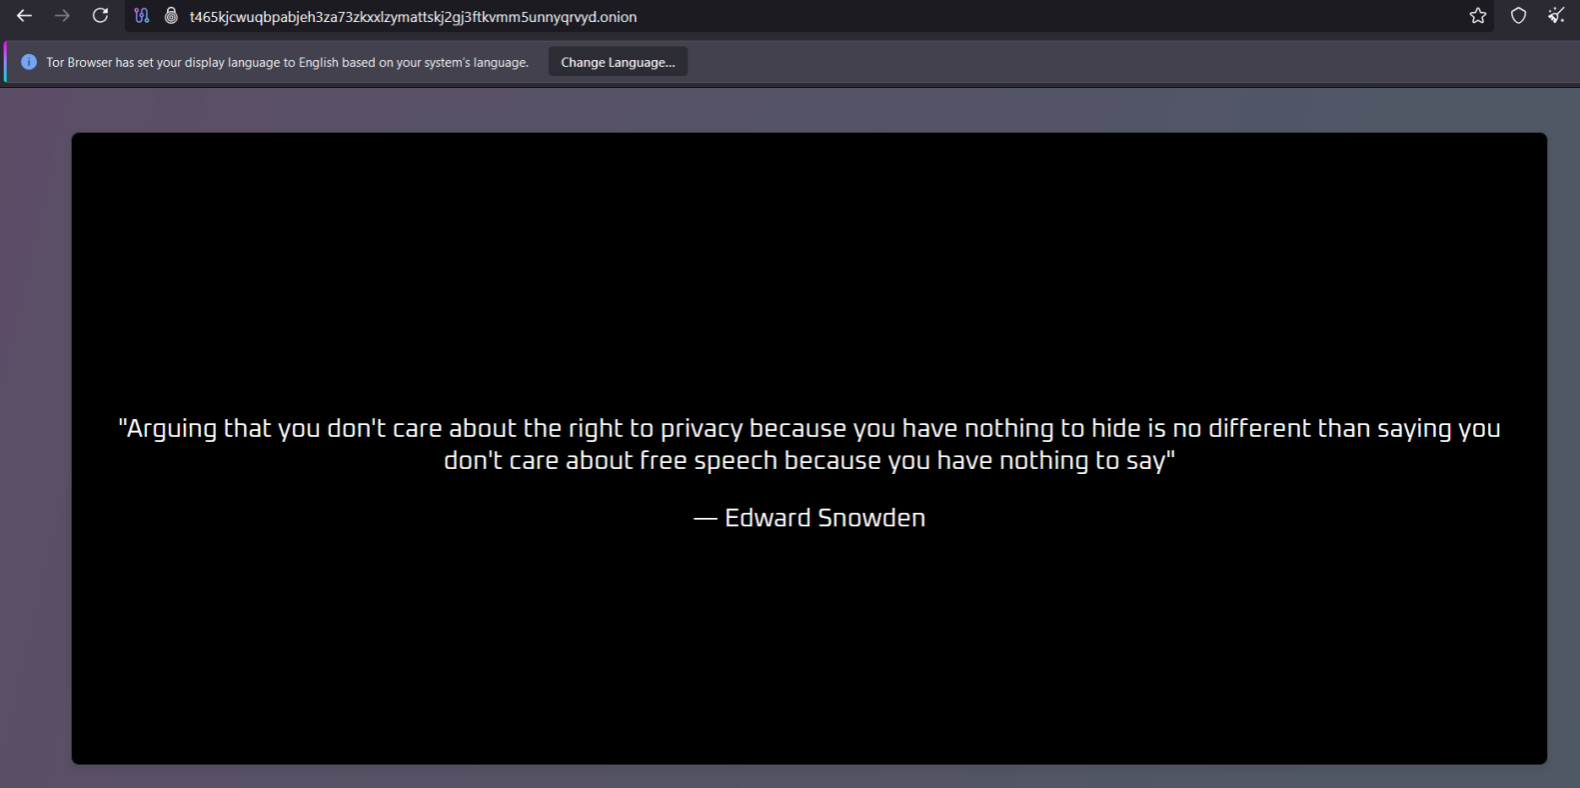 t465kjcwuqbpabjeh3za73zkxxlzymattskj2gj3ftkvmm5unnyqrvyd.onion
Tor Browser has set your display language to English based on your system's language.
Change Language...
"Arguing that you don't care about the right to privacy because you have nothing to hide is no different than saying you
don't care about free speech because you have nothing to say"
— Edward Snowden